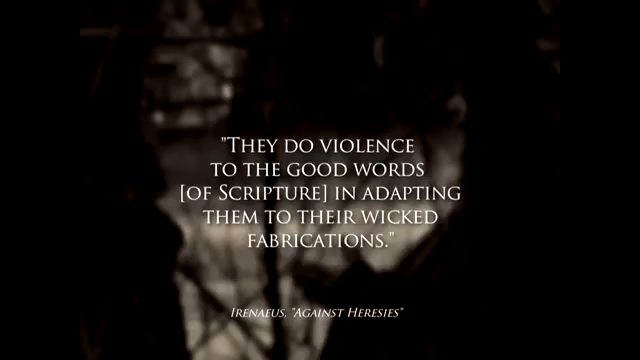 "They do violence
to the good words
[of Scripture] in adapting
them to their wicked
fabrications."
Irenaeus, "Against Heresies"